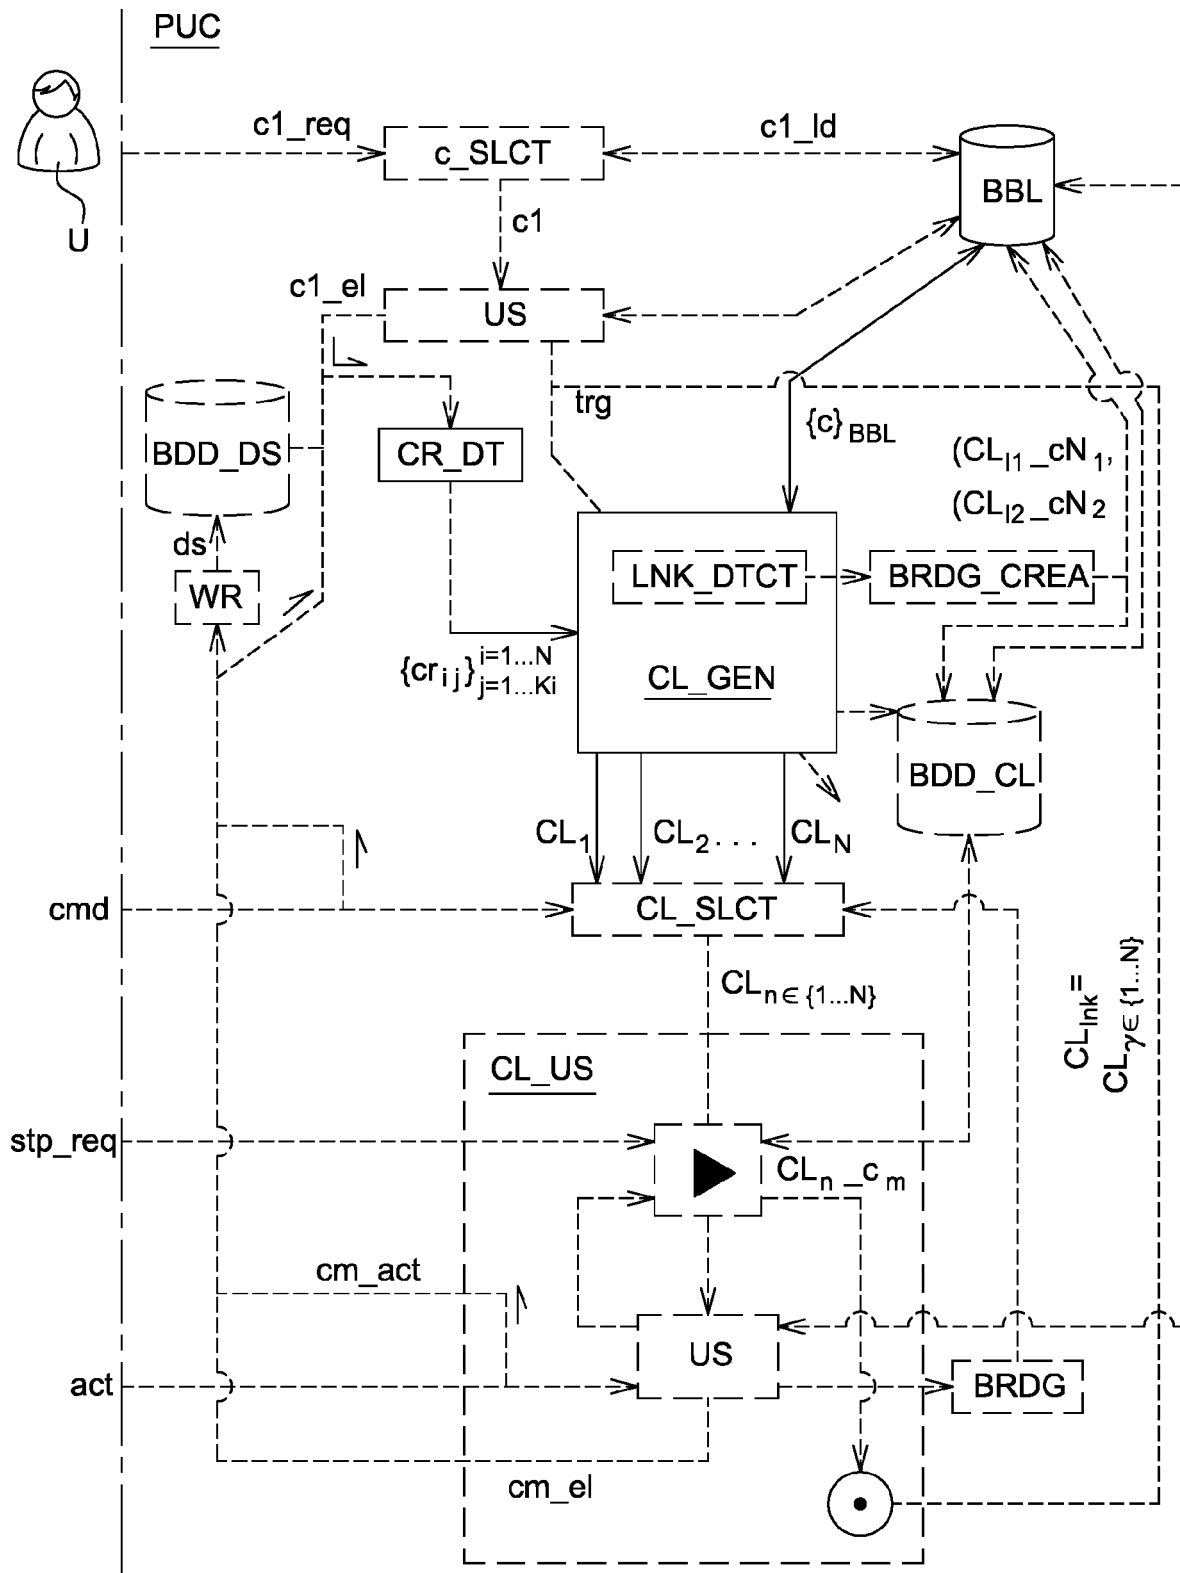 PUC
c1_req
c1_ld
c_SLCT
BBL
U
c1
c1_el
US
trg
{c}BBL
BDD_DS
CR_DT
(CLl1_cN1,
(CLl2_cN2
ds
WR
LNK_DTCT
BRDG_CREA
{crij}i=1...N j=1...Ki
CL_GEN
BDD_CL
CL1
CL2...
CLN
cmd
CL_SLCT
CLn∈{1...N}
CLlnk=
CLγ∈{1...N}
CL_US
stp_req
CLn_cm
cm_act
US
act
BRDG
cm_el